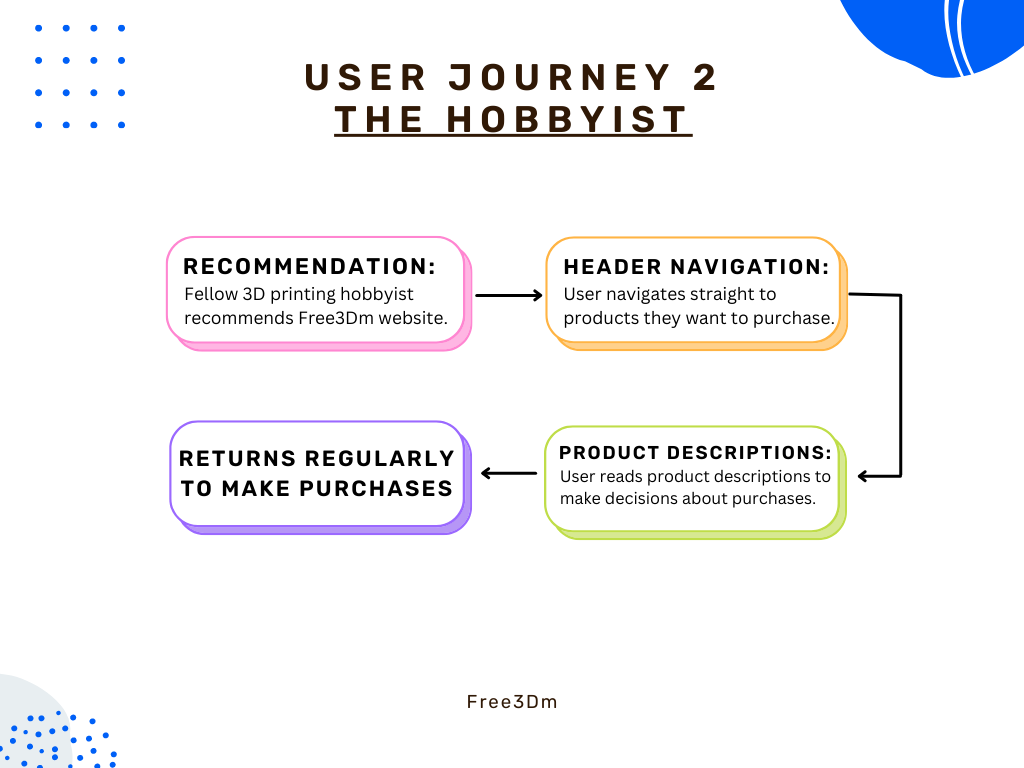 USER JOURNEY 2
THE HOBBYIST
RECOMMENDATION:
Fellow 3D printing hobbyist
recommends Free3Dm website.
HEADER NAVIGATION:
User navigates straight to
products they want to purchase.
PRODUCT DESCRIPTIONS:
User reads product descriptions to
make decisions about purchases.
RETURNS REGULARLY
TO MAKE PURCHASES
Free3Dm